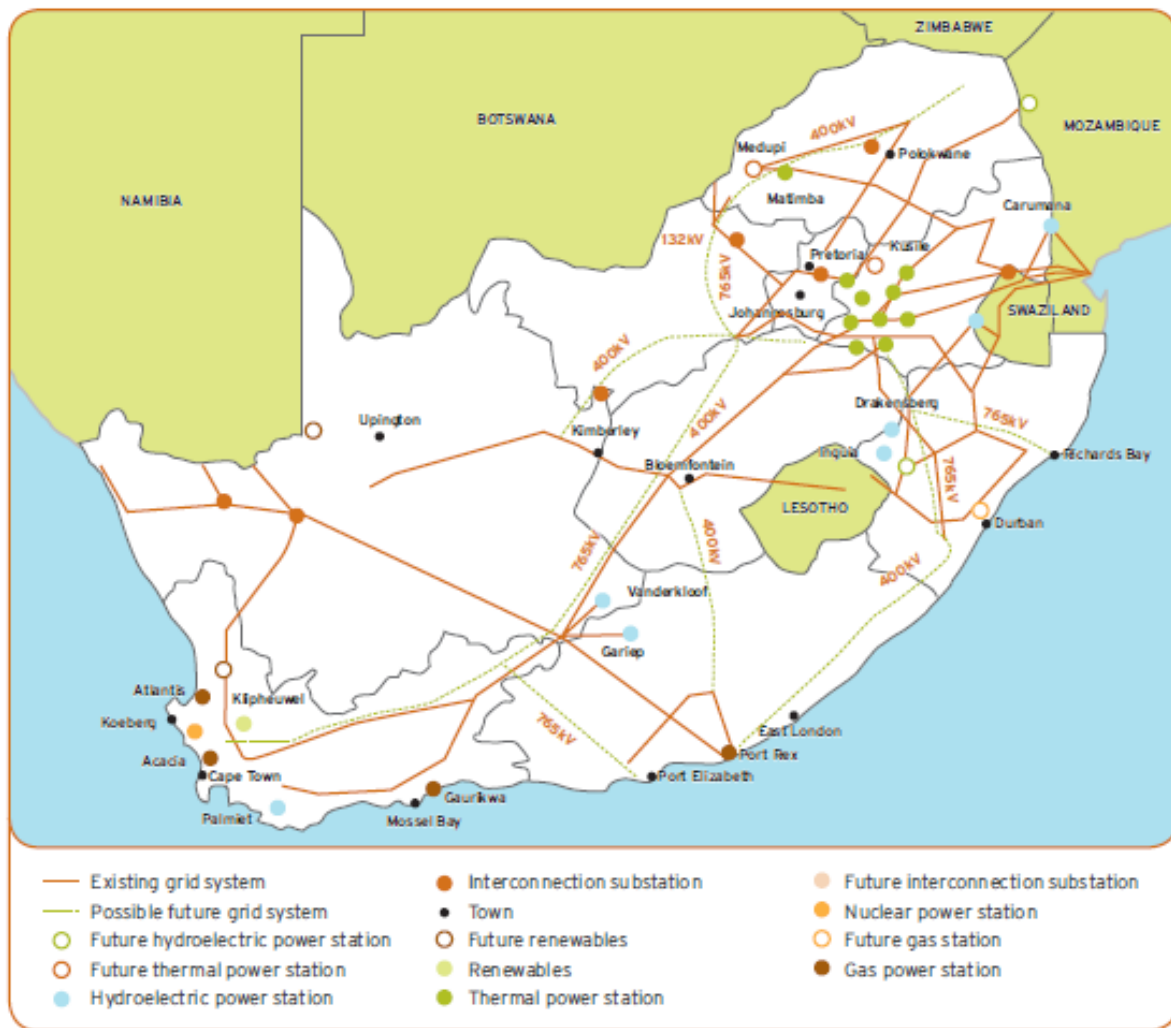 ZIMBABWE
BOTSWANA
MOZAMBIQUE
NAMIBIA
400kV
Medupi
Polokwane
Matimba
Carumana
132kV
765kV
Pretoria
Kusile
Johannesburg
SWAZILAND
400kV
400kV
Drakensberg
765kV
Upington
Kimberley
Bloemfontein
Ingula
765kV
Richards Bay
LESOTHO
Durban
765kV
400kV
400kV
Vanderkloof
Gariep
Atlantis
Klipheuwel
Koeberg
765kV
East London
Acacia
Cape Town
Port Rex
Port Elizabeth
Gaurikwa
Palmiet
Mossel Bay
Existing grid system
Possible future grid system
Future hydroelectric power station
Future thermal power station
Hydroelectric power station
Interconnection substation
Town
Future renewables
Renewables
Thermal power station
Future interconnection substation
Nuclear power station
Future gas station
Gas power station